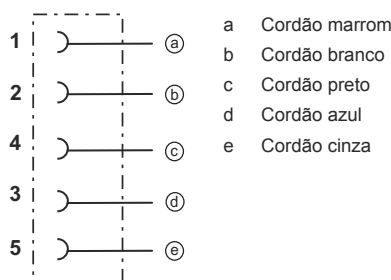 1 ⓐ
2 ⓑ
4 ⓒ
3 ⓓ
5 ⓔ
a Cordão marrom
b Cordão branco
c Cordão preto
d Cordão azul
e Cordão cinza